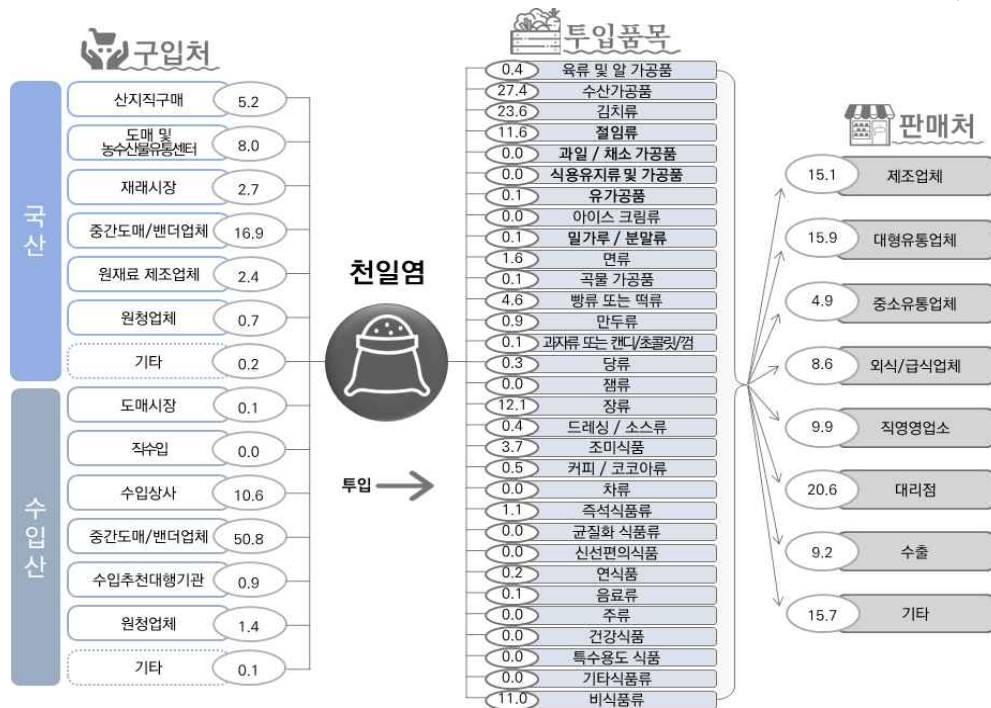 구입처
국산
산지직구매 5.2
도매 및
농수산물유통센터 8.0
재래시장 2.7
중간도매/밴더업체 16.9
원재료 제조업체 2.4
원청업체 0.7
기타 0.2
수입산
도매시장 0.1
직수입 0.0
수입상사 10.6
중간도매/밴더업체 50.8
수입추천대행기관 0.9
원청업체 1.4
기타 0.1
천일염
투입
투입품목
0.4 육류 및 알 가공품
27.4 수산가공품
23.6 김치류
11.6 절임류
0.0 과일 / 채소 가공품
0.0 식용유지류 및 가공품
0.1 유가공품
0.0 아이스 크림류
0.1 밀가루 / 분말류
1.6 면류
0.1 곡물 가공품
4.6 빵류 또는 떡류
0.9 만두류
0.1 과자류 또는 캔디/초콜릿/껌
0.3 당류
0.0 잼류
12.1 장류
0.4 드레싱 / 소스류
3.7 조미식품
0.5 커피 / 코코아류
0.0 차류
1.1 즉석식품류
0.0 균질화 식품류
0.0 신선편의식품
0.2 연식품
0.1 음료류
0.0 주류
0.0 건강식품
0.0 특수용도 식품
0.0 기타식품류
11.0 비식품류
판매처
15.1 제조업체
15.9 대형유통업체
4.9 중소유통업체
8.6 외식/급식업체
9.9 직영영업소
20.6 대리점
9.2 수출
15.7 기타